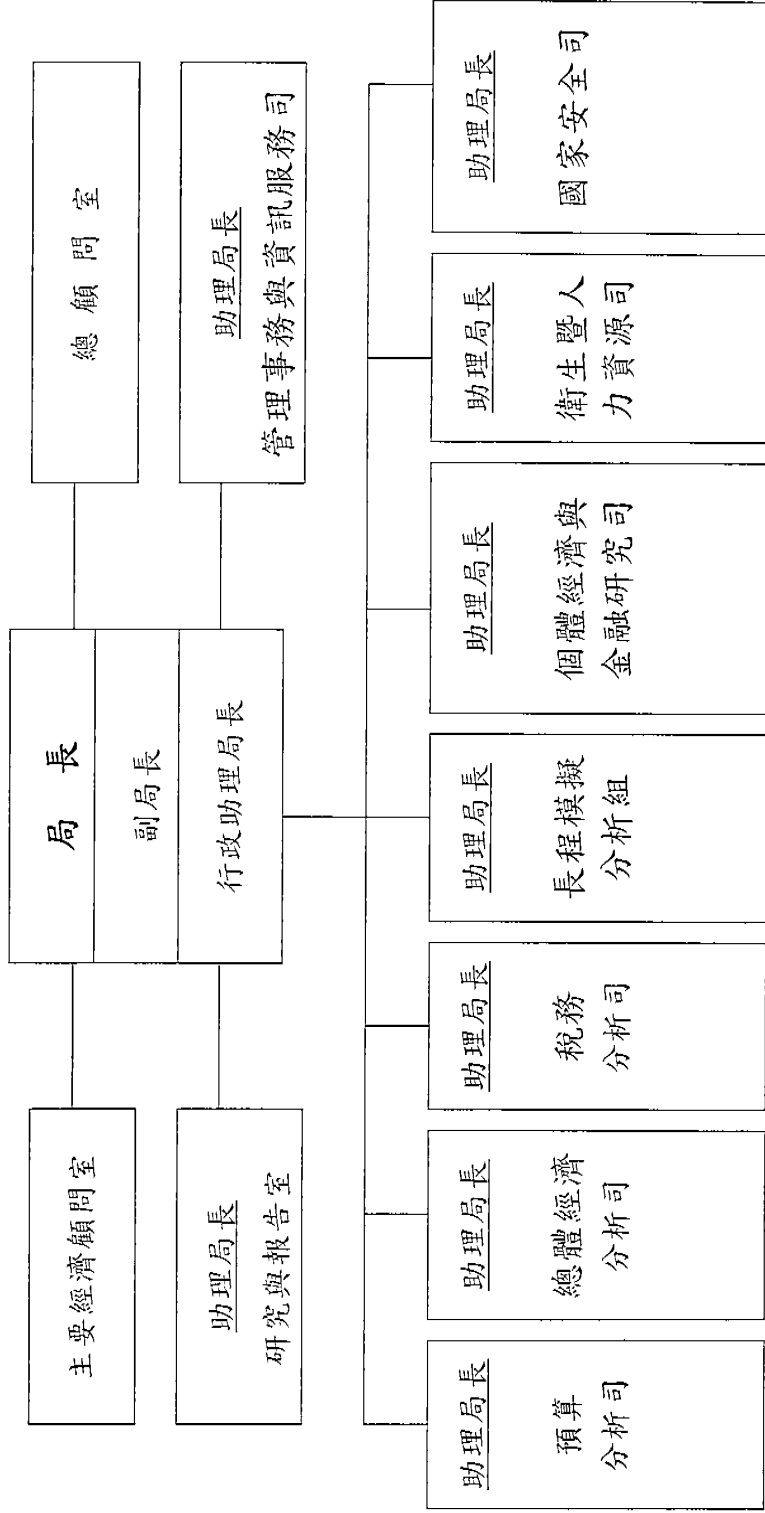 主要經濟顧問室
局 長
副局長
行政助理局長
總顧問室
助理局長
研究與報告室
助理局長
管理事務與資訊服務司
助理局長
預算
分析司
助理局長
總體經濟
分析司
助理局長
稅務
分析司
助理局長
長程模擬
分析組
助理局長
個體經濟與
金融研究司
助理局長
衛生暨人
力資源司
助理局長
國家安全司